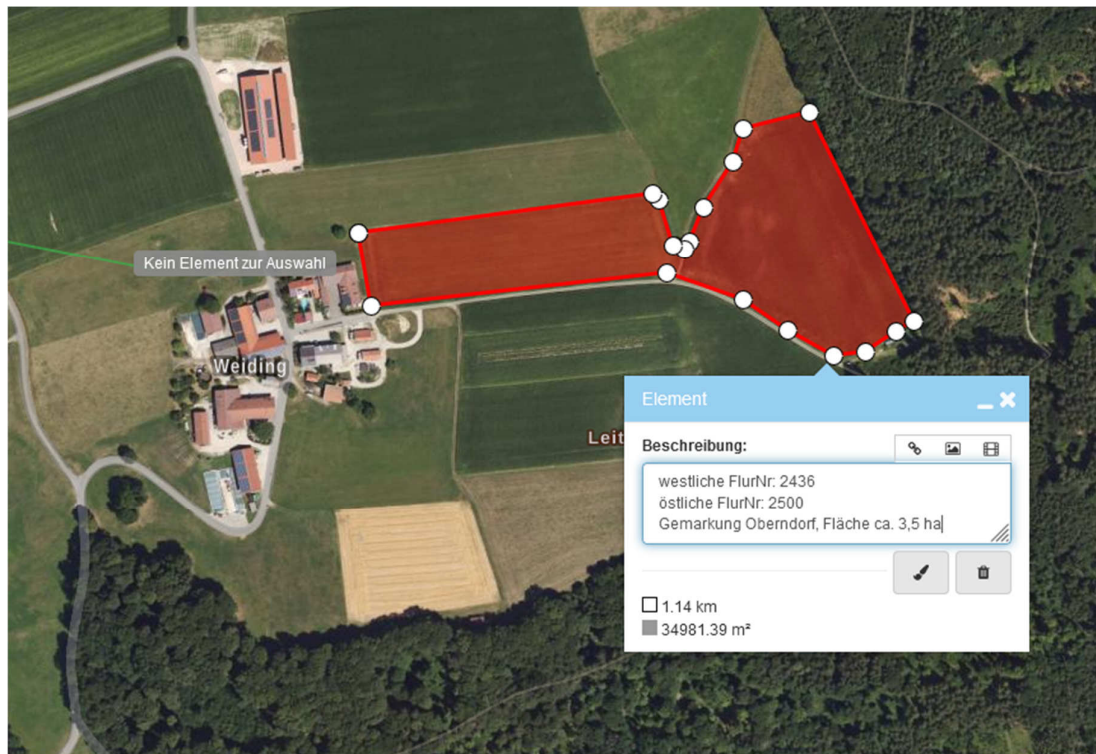 Kein Element zur Auswahl
Weiding
Leit
Element
Beschreibung:
westliche FlurNr: 2436
östliche FlurNr: 2500
Gemarkung Oberndorf, Fläche ca. 3,5 ha
1.14 km
34981.39 m²